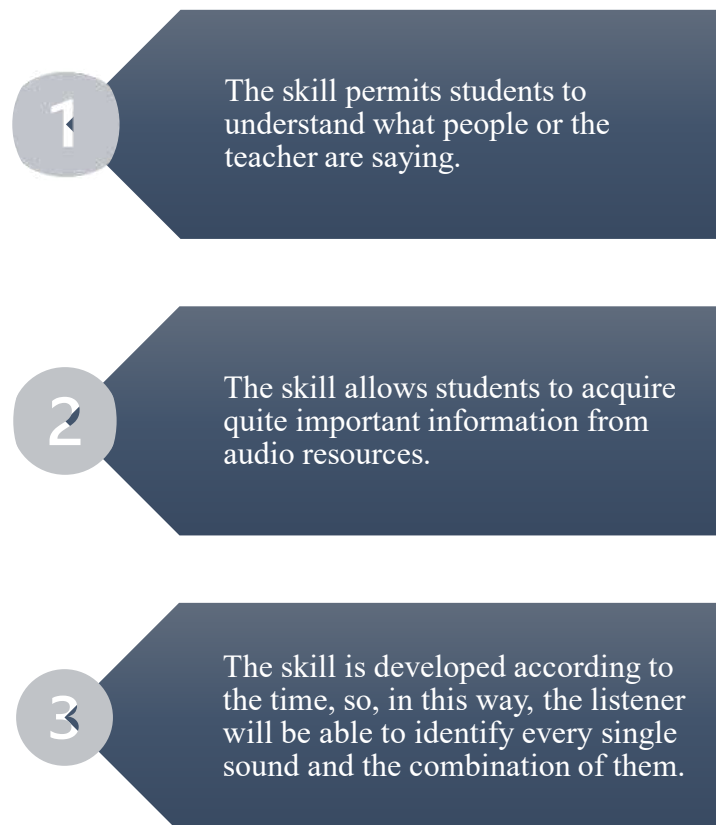 1
The skill permits students to
understand what people or the
teacher are saying.
2
The skill allows students to acquire
quite important information from
audio resources.
3
The skill is developed according to
the time, so, in this way, the listener
will be able to identify every single
sound and the combination of them.